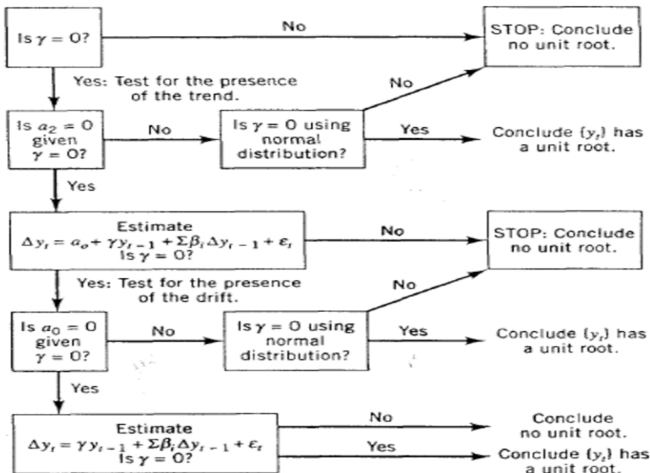 Is γ = 0?
No
STOP: Conclude
no unit root.
Yes: Test for the presence
of the trend.
No
Is a₂ = 0
given
γ = 0?
No
Is γ = 0 using
normal
distribution?
Yes
Conclude {yₜ} has
a unit root.
Yes
Estimate
Δyₜ = aₒ + γyₜ₋₁ + Σβᵢ Δyₜ₋₁ + εₜ
Is γ = 0?
No
STOP: Conclude
no unit root.
Yes: Test for the presence
of the drift.
No
Is a₀ = 0
given
γ = 0?
No
Is γ = 0 using
normal
distribution?
Yes
Conclude {yₜ} has
a unit root.
Yes
Estimate
Δyₜ = γyₜ₋₁ + Σβᵢ Δyₜ₋₁ + εₜ
Is γ = 0?
No
Conclude
no unit root.
Yes
Conclude {yₜ} has
a unit root.